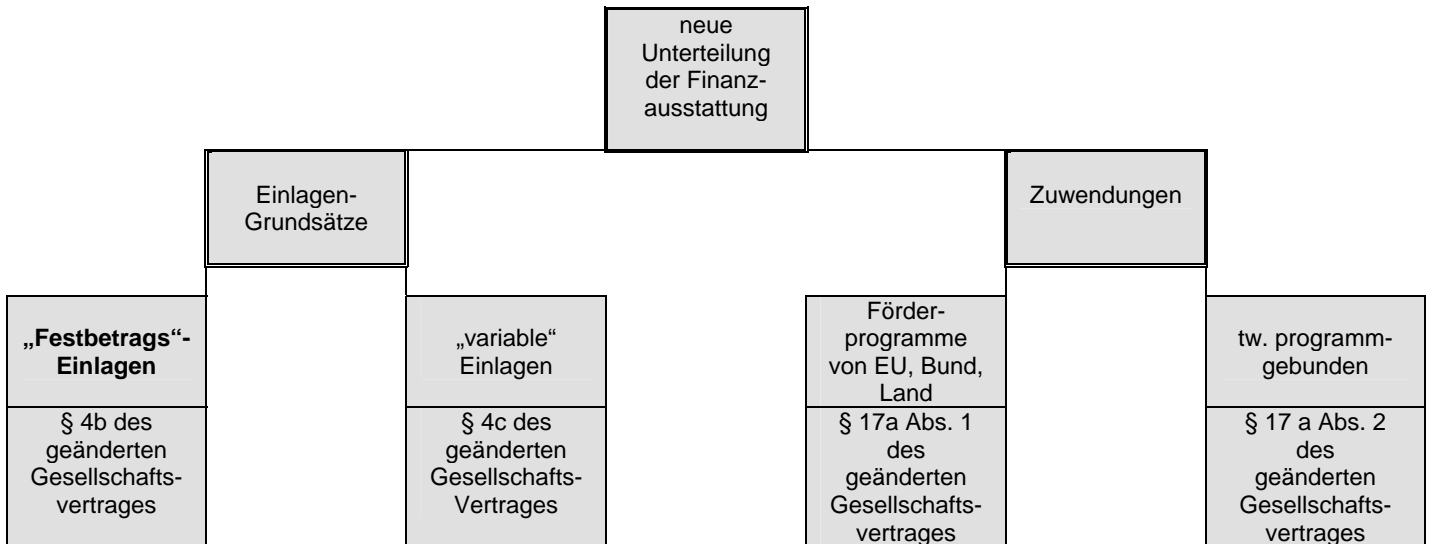 neue
Unterteilung
der Finanz-
ausstattung
Einlagen-
Grundsätze
Zuwendungen
„Festbetrags“-
Einlagen
§ 4b des
geänderten
Gesellschafts-
vertrages
„variable“
Einlagen
§ 4c des
geänderten
Gesellschafts-
Vertrages
Förder-
programme
von EU, Bund,
Land
§ 17a Abs. 1
des
geänderten
Gesellschafts-
vertrages
tw. programm-
gebunden
§ 17 a Abs. 2
des
geänderten
Gesellschafts-
vertrages